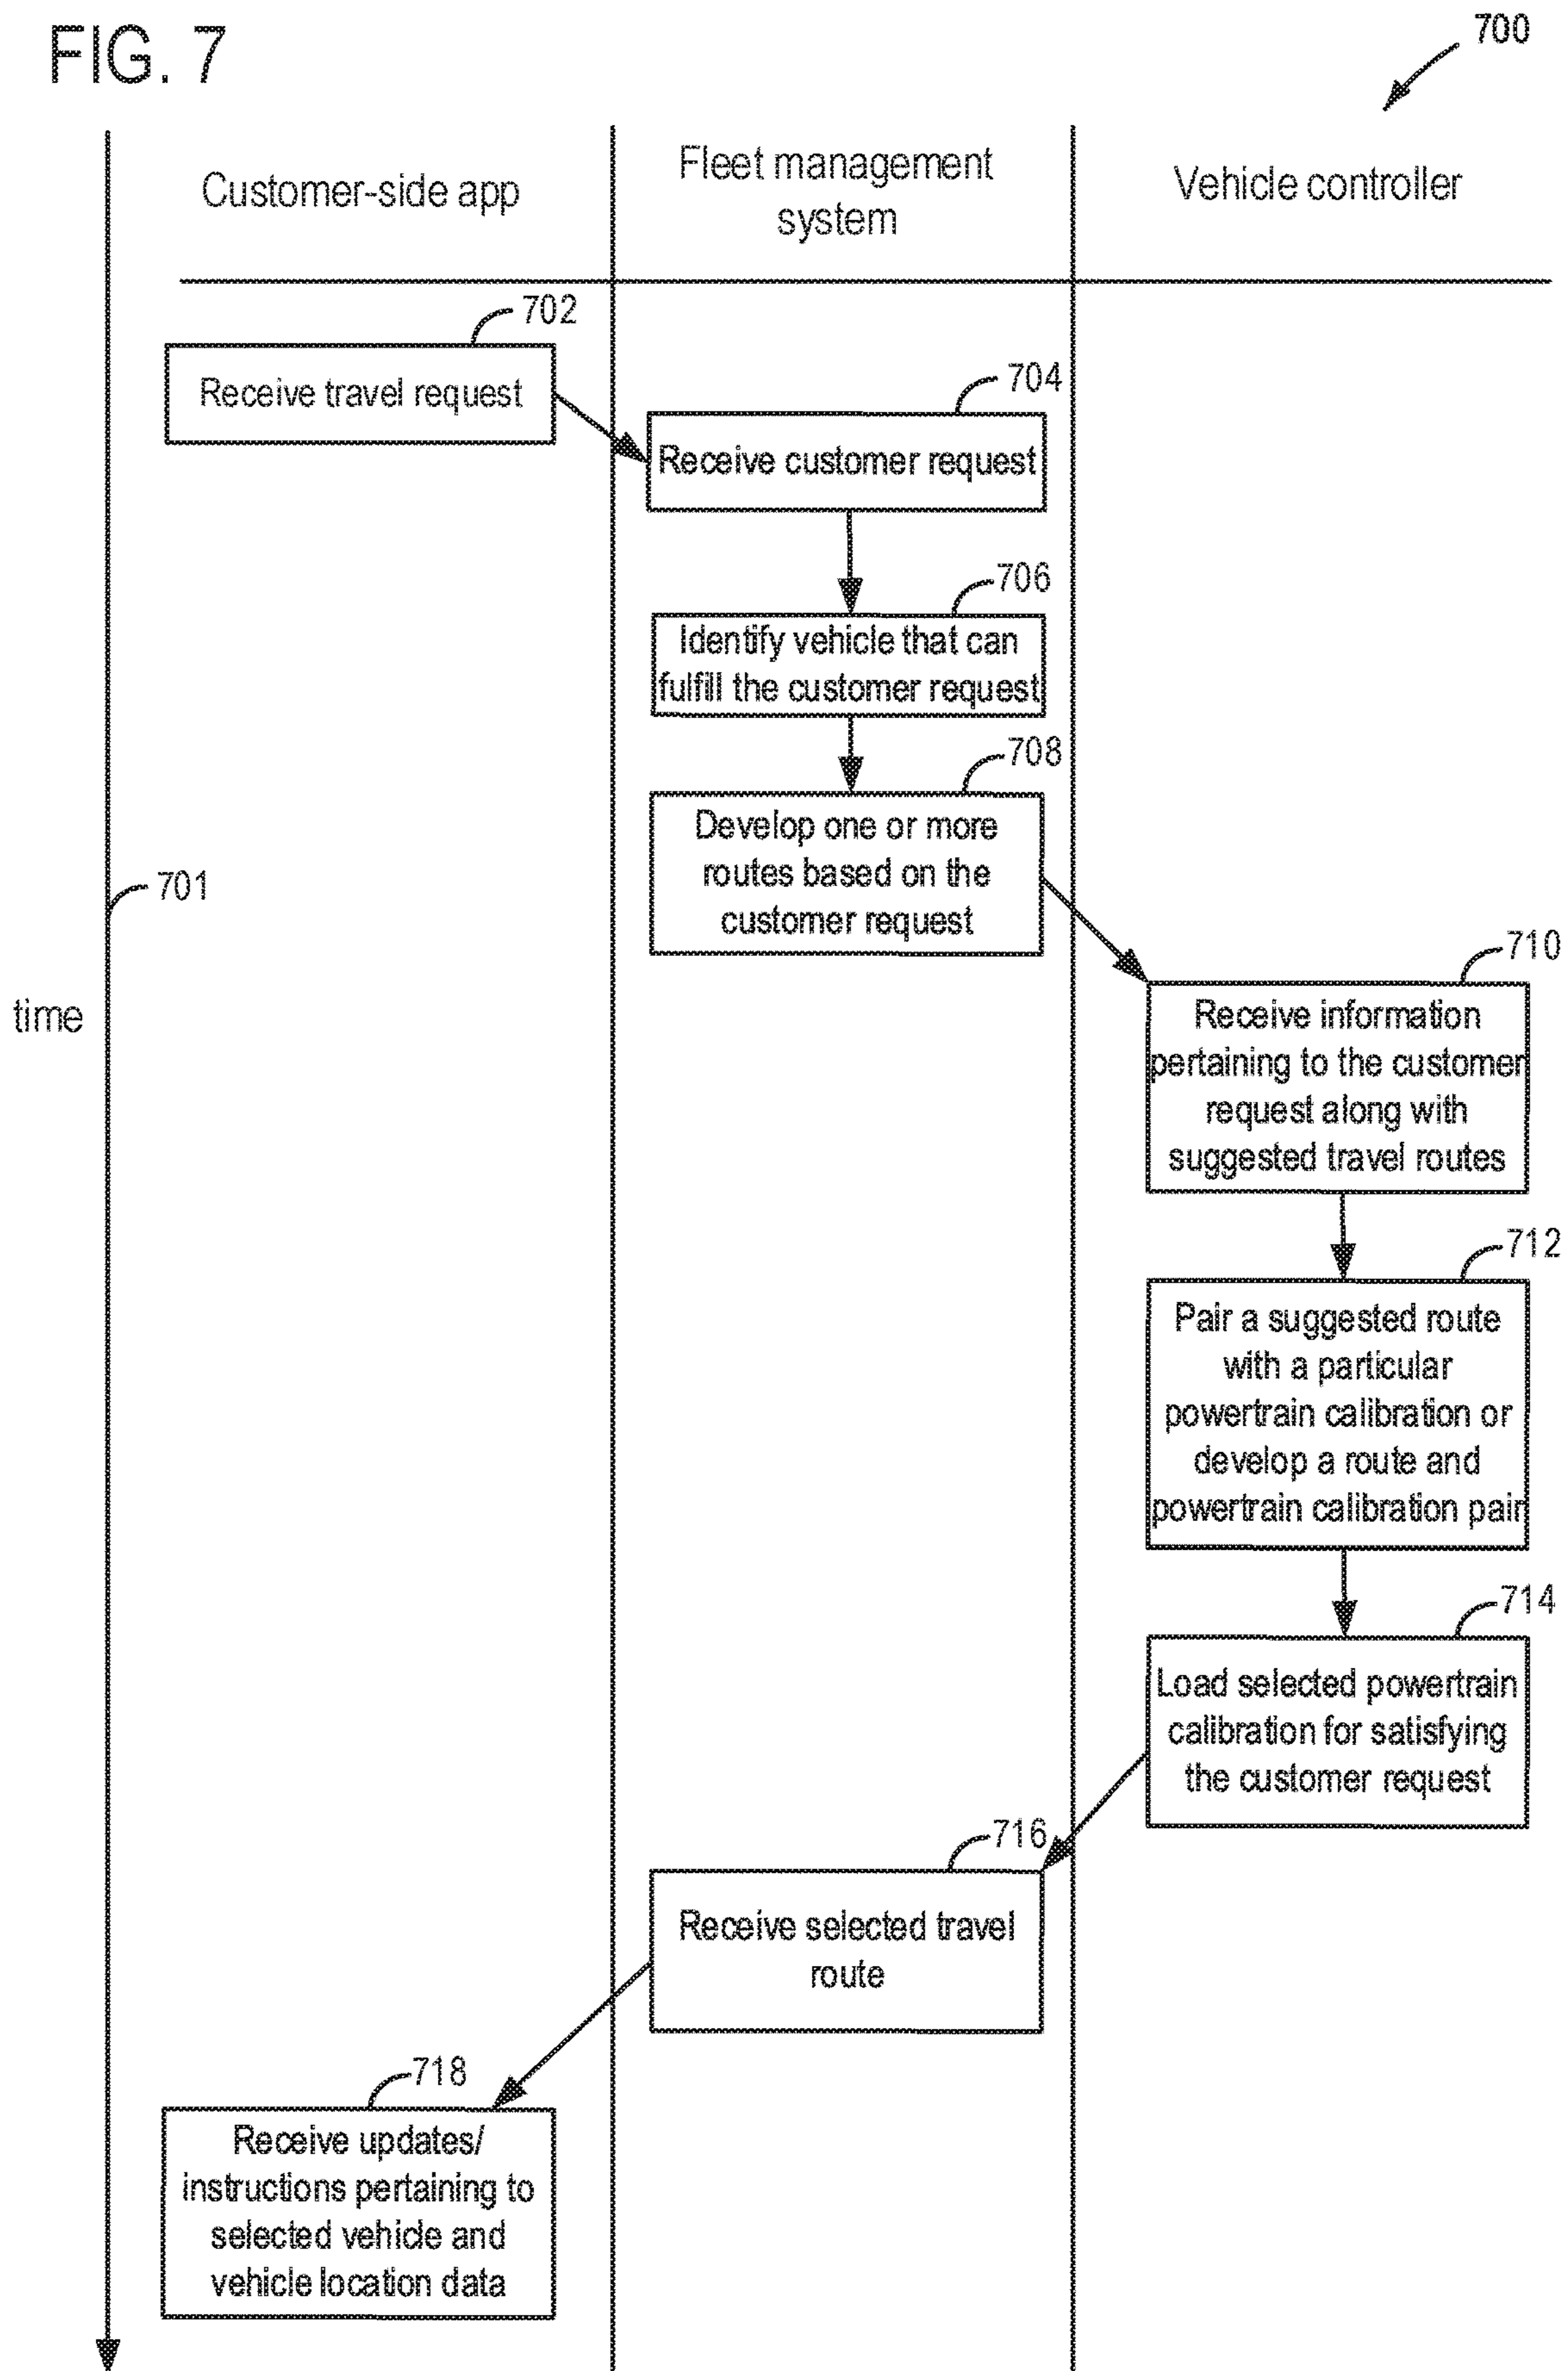 FIG. 7
700
Customer-side app
Fleet management
system
Vehicle controller
702
Receive travel request
704
Receive customer request
706
Identify vehicle that can
fulfill the customer request
708
Develop one or more
routes based on the
customer request
701
time
710
Receive information
pertaining to the customer
request along with
suggested travel routes
712
Pair a suggested route
with a particular
powertrain calibration or
develop a route and
powertrain calibration pair
714
Load selected powertrain
calibration for satisfying
the customer request
716
Receive selected travel
route
718
Receive updates/
instructions pertaining to
selected vehicle and
vehicle location data